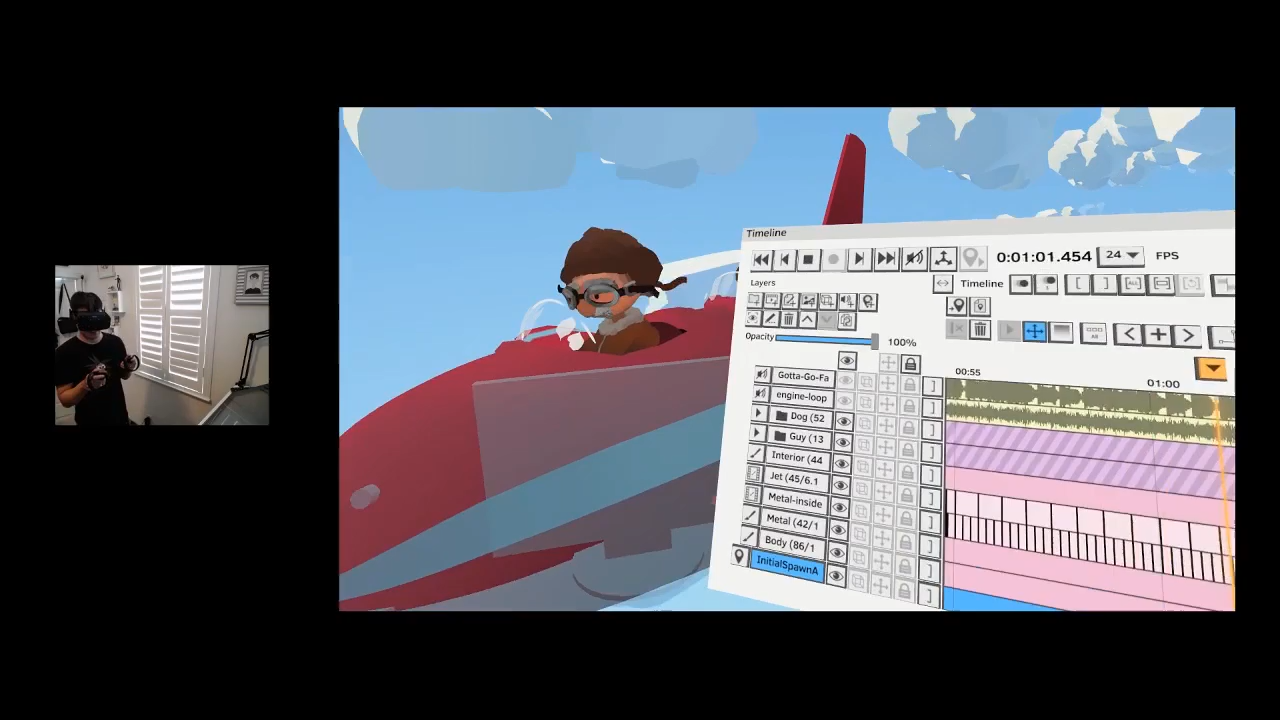 Timeline
0:01:01.454 24 FPS
Layers
Timeline
Opacity 100%
00:55 01:00
Gotta-Go-Fa
engine-loop
Dog (52
Guy (13
Interior (44
Jet (45/6.1
Metal-inside
Metal (42/1
Body (86/1
InitialSpawnA